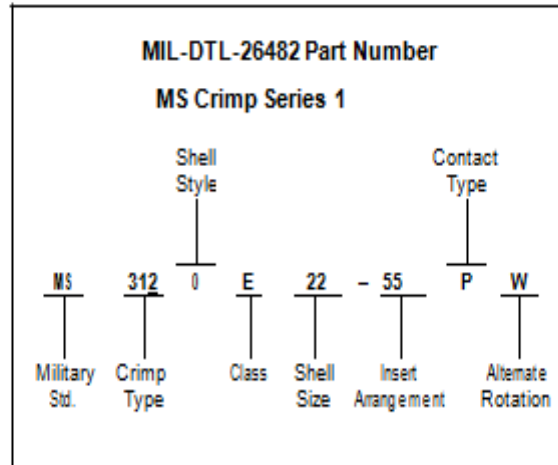 MIL-DTL-26482 Part Number
MS Crimp Series 1
Shell
Style
Contact
Type
MS 312 0 E 22 – 55 P W
Military
Std.
Crimp
Type
Class
Shell
Size
Insert
Arrangement
Alternate
Rotation